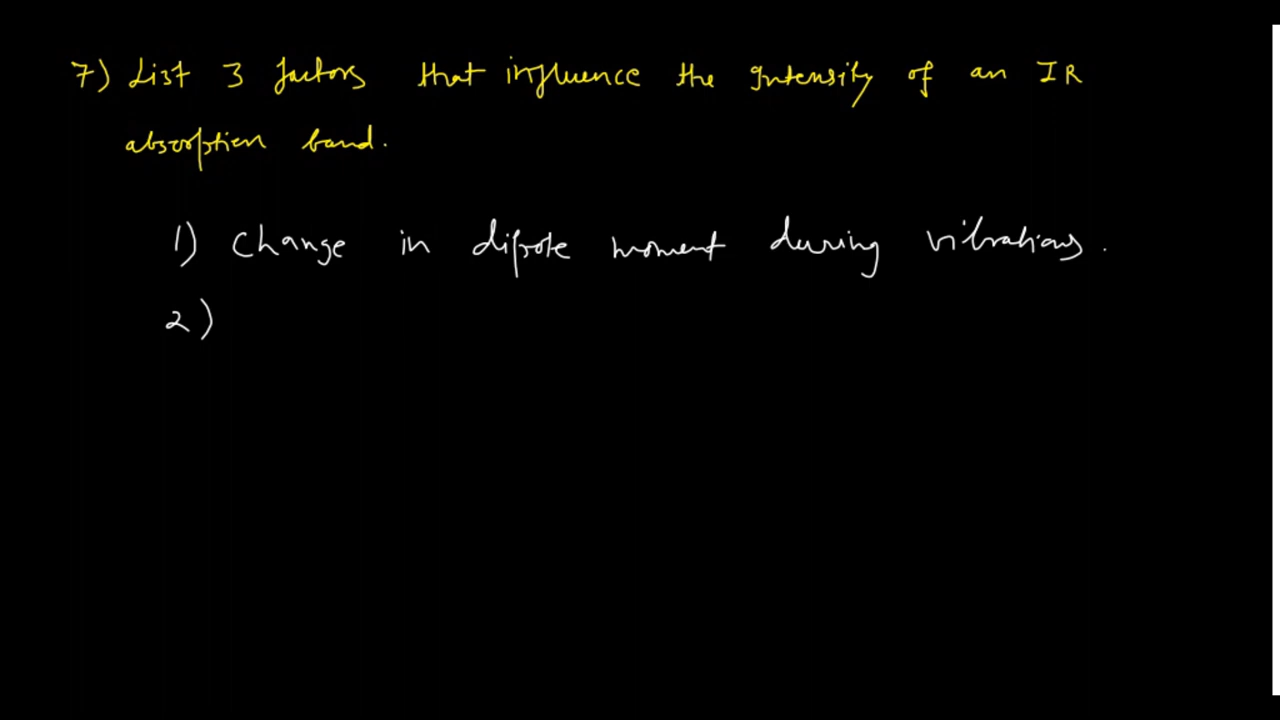 7) List 3 factors that influence the Intensity of an IR
absorption band.
1) Change in dipole moment during vibrations.
2)